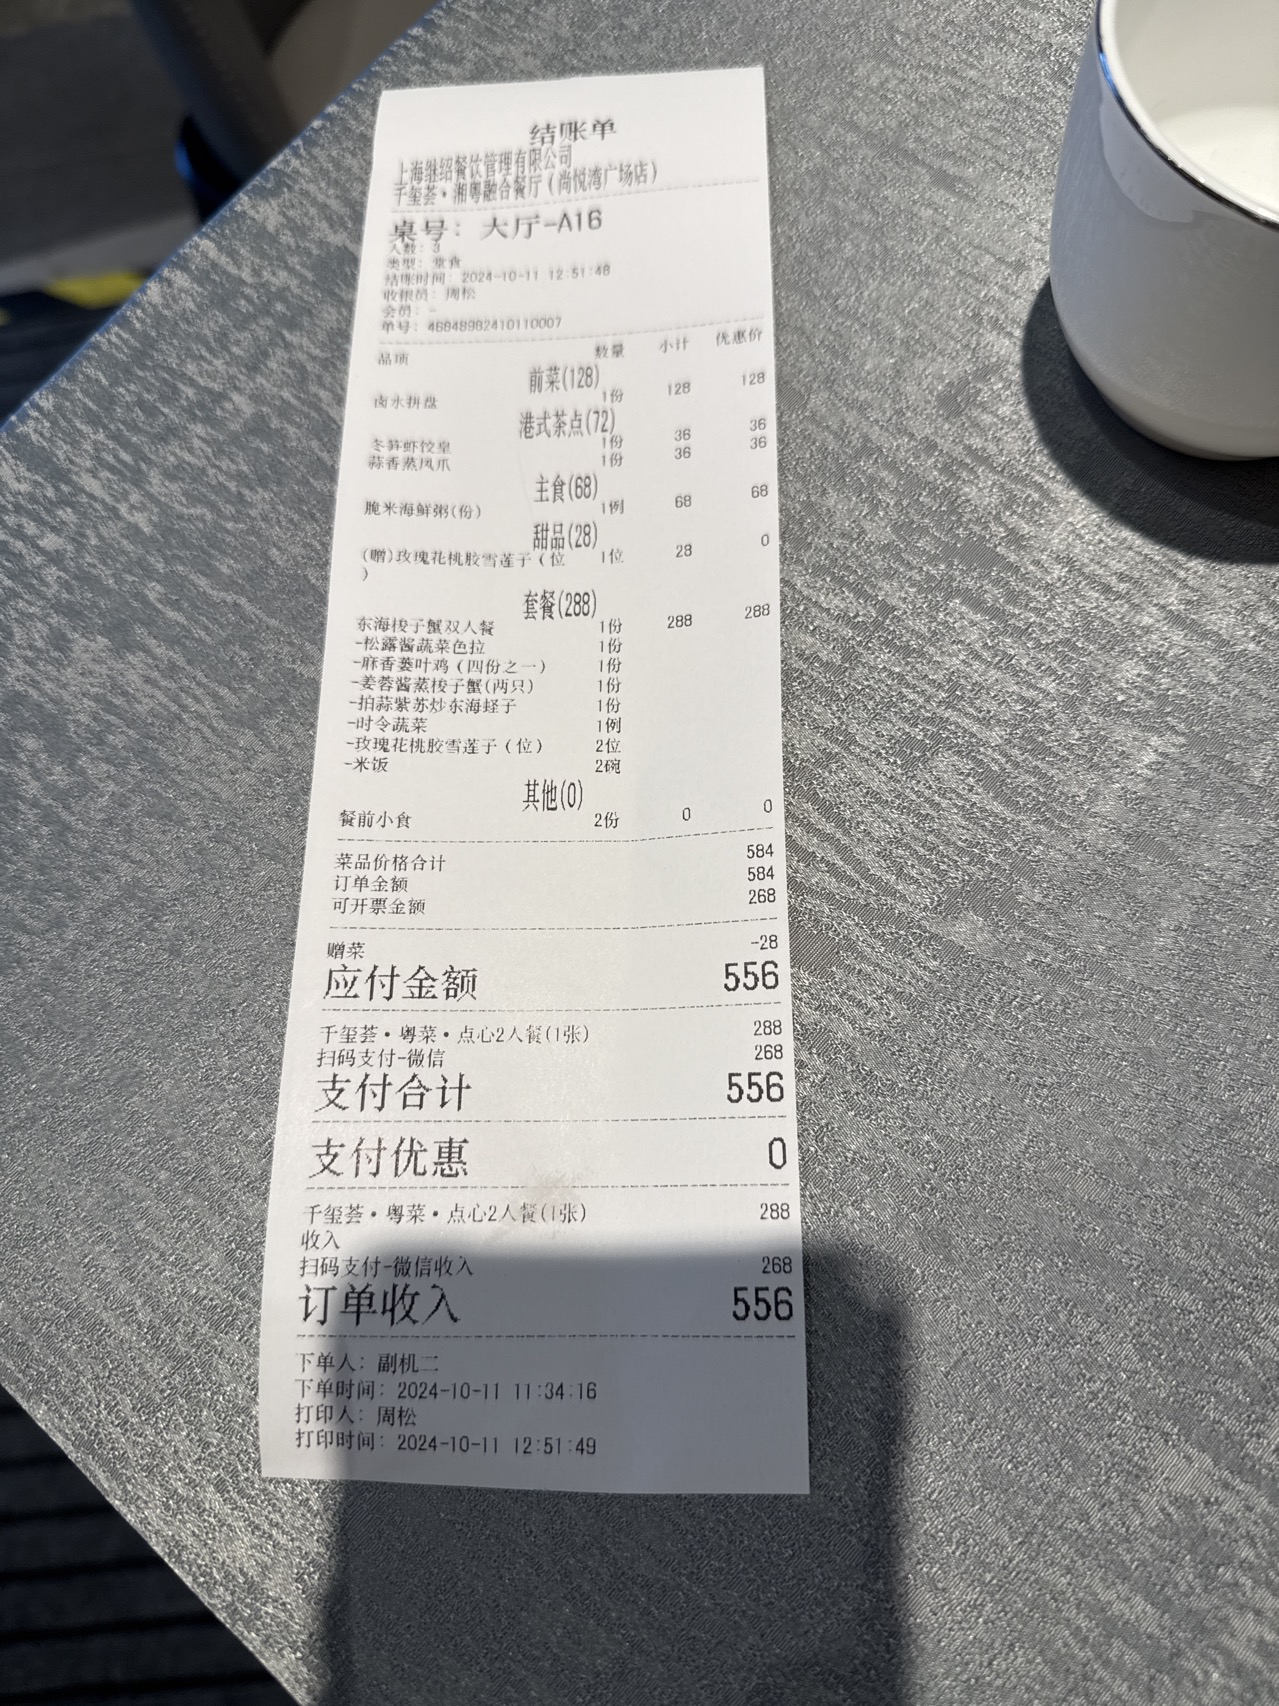 结账单
上海继绍餐饮管理有限公司
千玺荟·湘粤融合餐厅(尚悦湾广场店)
桌号: 大厅-A16
人数: 3
类型: 堂食
结账时间: 2024-10-11 12:51:48
收银员: 周松
会员: -
单号: 46848982410110007
品项 数量 小计 优惠价
前菜(128)
卤水拼盘 1份 128 128
港式茶点(72)
冬笋虾饺皇 1份 36 36
蒜香蒸凤爪 1份 36 36
主食(68)
脆米海鲜粥(份) 1例 68 68
甜品(28)
(赠)玫瑰花桃胶雪莲子(位 1位 28 0
)
套餐(288)
东海梭子蟹双人餐 1份 288 288
-松露酱蔬菜色拉 1份
-麻香蒌叶鸡(四份之一) 1份
-姜蓉酱蒸梭子蟹(两只) 1份
-拍蒜紫苏炒东海蛏子 1份
-时令蔬菜 1例
-玫瑰花桃胶雪莲子(位) 2位
-米饭 2碗
其他(0)
餐前小食 2份 0 0
菜品价格合计 584
订单金额 584
可开票金额 268
赠菜 -28
应付金额 556
千玺荟·粤菜·点心2人餐(1张) 288
扫码支付-微信 268
支付合计 556
支付优惠 0
千玺荟·粤菜·点心2人餐(1张) 288
收入
扫码支付-微信收入 268
订单收入 556
下单人: 副机二
下单时间: 2024-10-11 11:34:16
打印人: 周松
打印时间: 2024-10-11 12:51:49